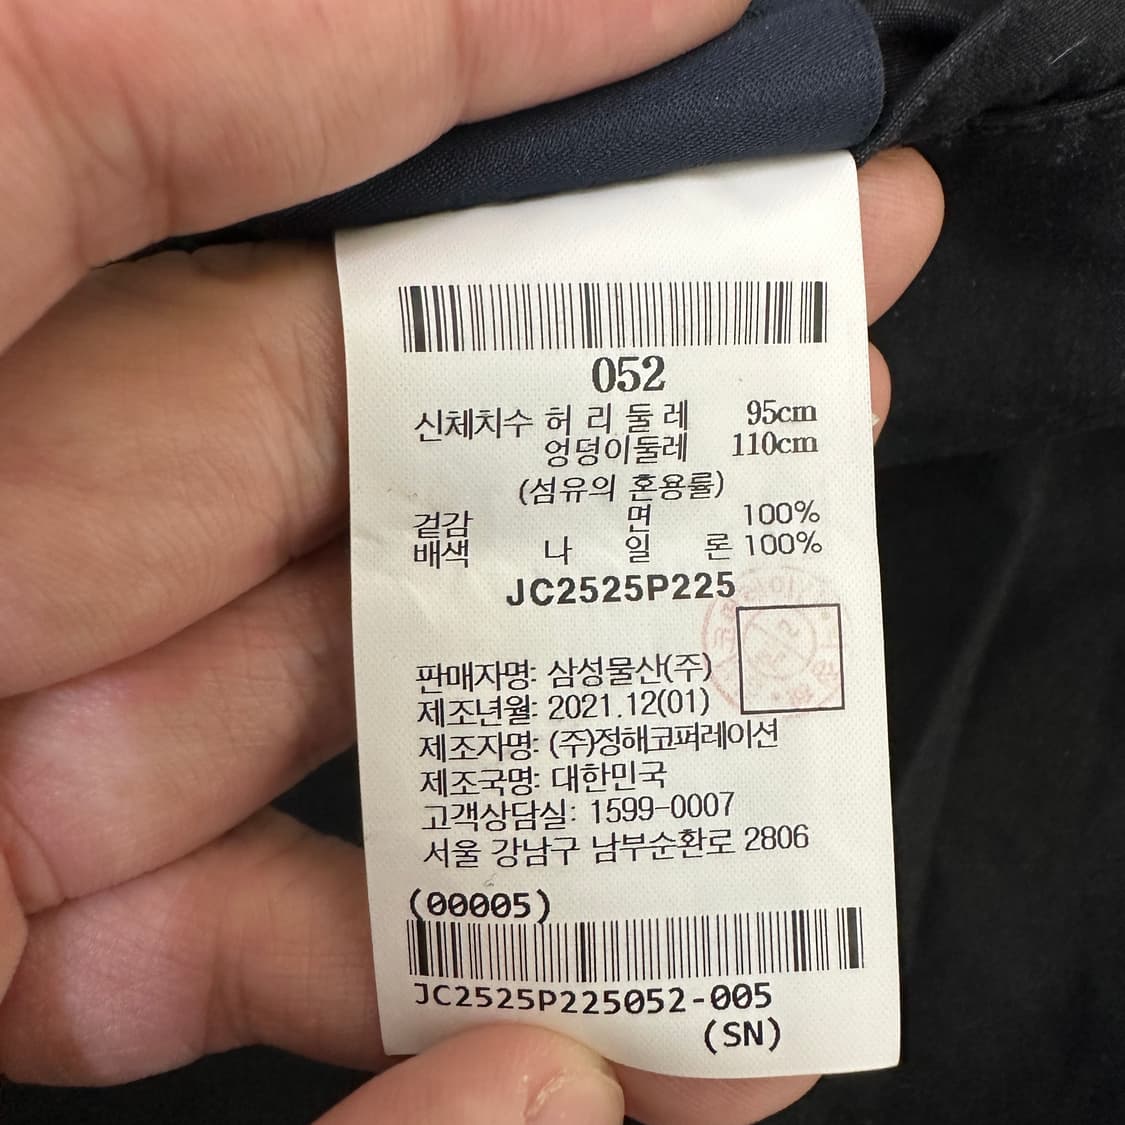 052
신체치수 허 리 둘 레 95cm
엉덩이둘레 110cm
(섬유의 혼용률)
겉감 면 100%
배색 나 일 론 100%
JC2525P225
판매자명: 삼성물산(주)
제조년월: 2021.12(01)
제조자명: (주)정해코퍼레이션
제조국명: 대한민국
고객상담실: 1599-0007
서울 강남구 남부순환로 2806
(00005)
JC2525P225052-005
(SN)